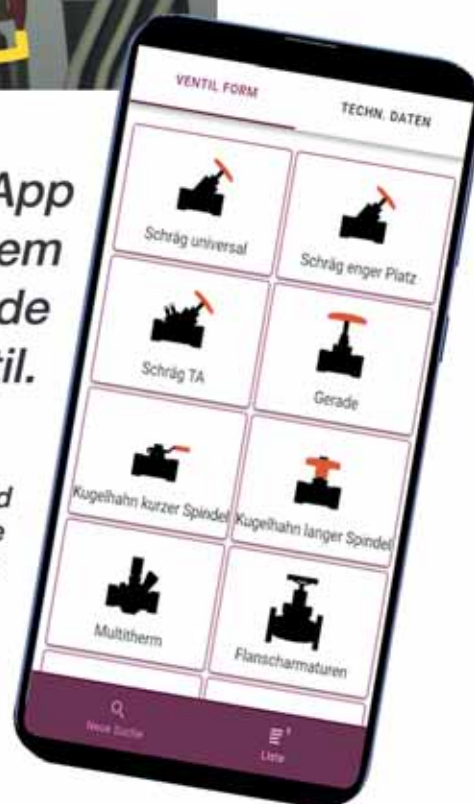 App
em
de
til.
d
e
VENTIL FORM
TECHN. DATEN
Schräg universal
Schräg enger Platz
Schräg TA
Gerade
Kugelhahn kurzer Spindel
Kugelhahn langer Spindel
Multitherm
Flanscharmaturen
Neue Suche
Liste